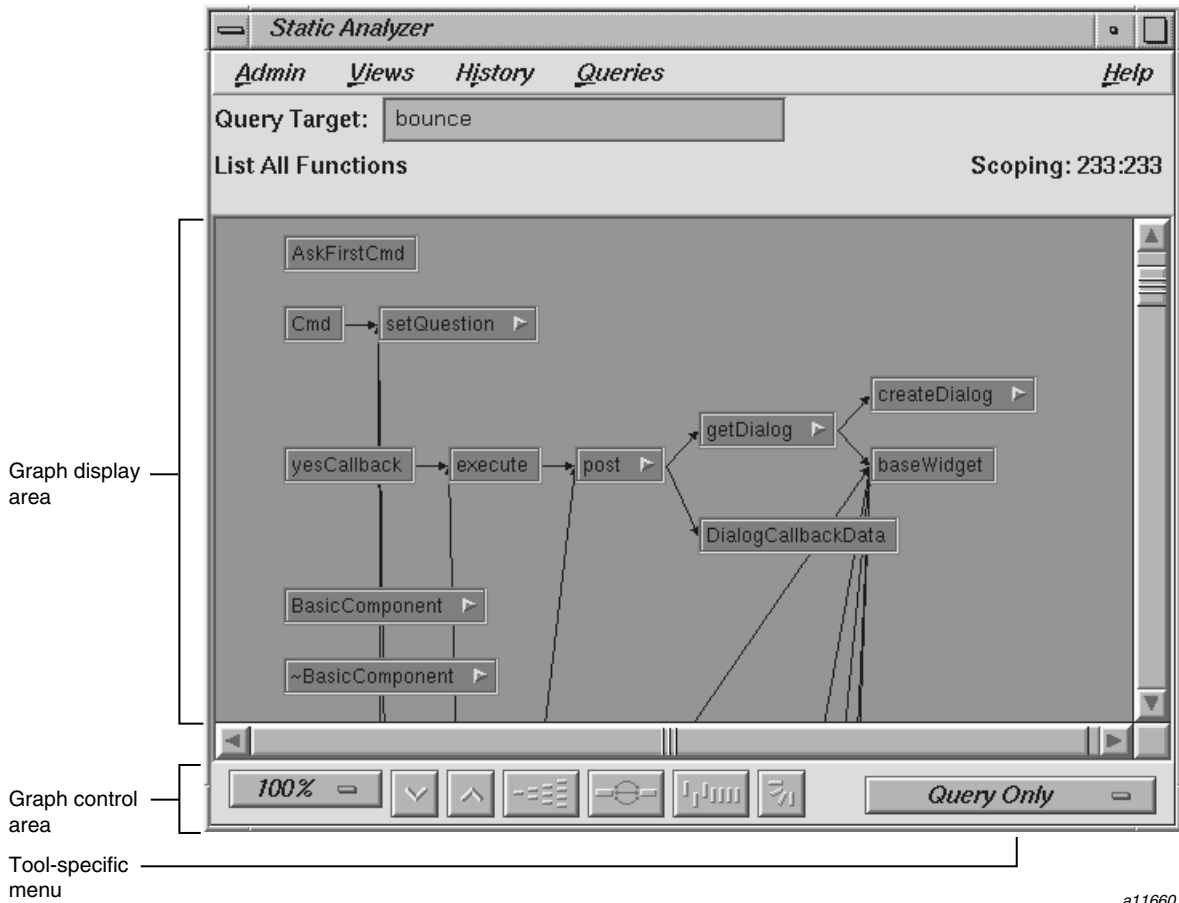 Static Analyzer
Admin Views History Queries Help
Query Target: bounce
List All Functions Scoping: 233:233
AskFirstCmd
Cmd setQuestion
createDialog
getDialog
yesCallback execute post baseWidget
DialogCallbackData
BasicComponent
~BasicComponent
Graph display
area
100% Query Only
Graph control
area
Tool-specific
menu
a11660